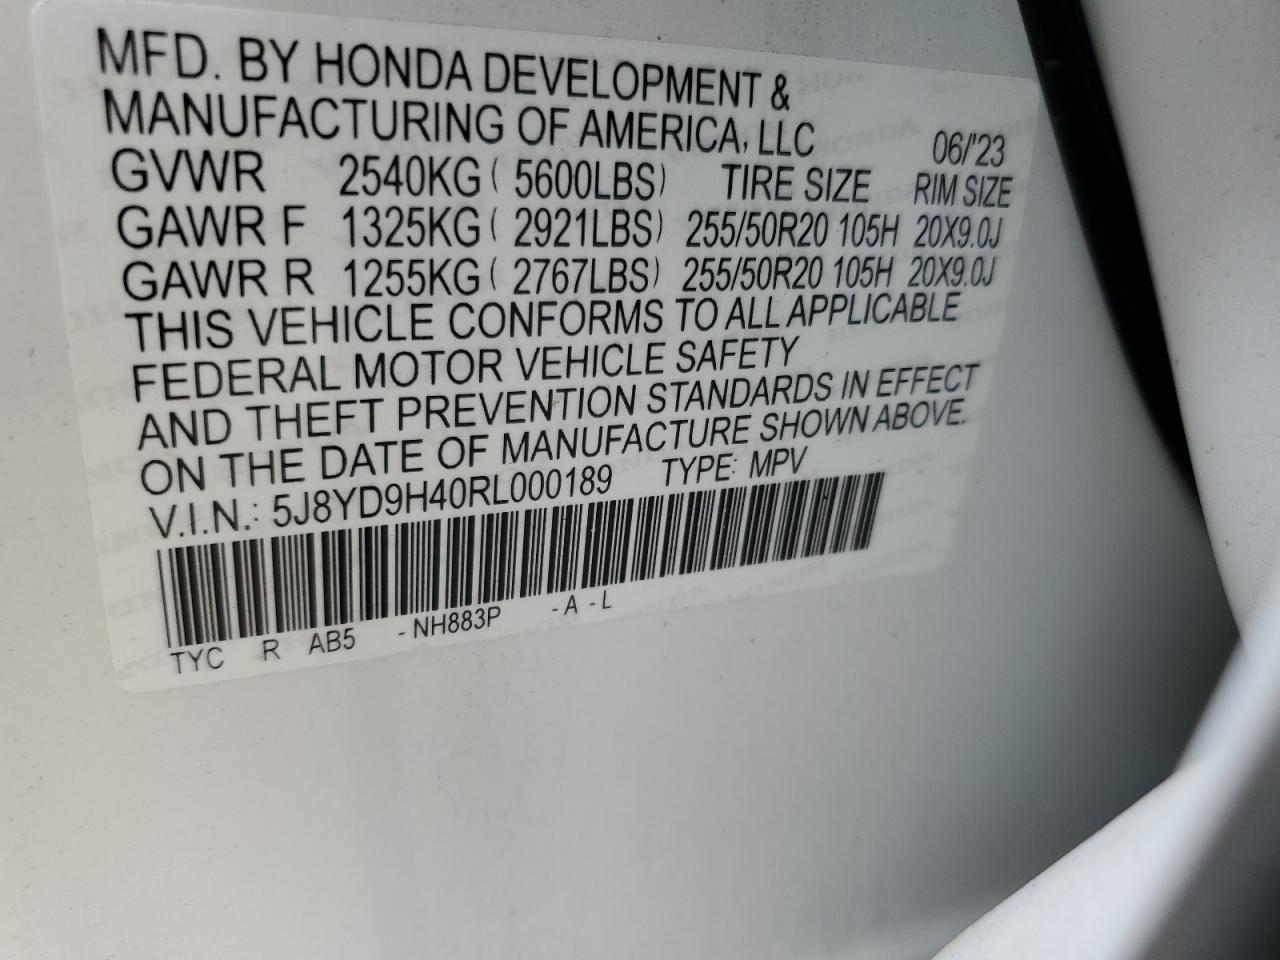 MFD. BY HONDA DEVELOPMENT &
MANUFACTURING OF AMERICA, LLC 06/'23
GVWR 2540KG ( 5600LBS) TIRE SIZE RIM SIZE
GAWR F 1325KG ( 2921LBS) 255/50R20 105H 20X9.0J
GAWR R 1255KG ( 2767LBS) 255/50R20 105H 20X9.0J
THIS VEHICLE CONFORMS TO ALL APPLICABLE
FEDERAL MOTOR VEHICLE SAFETY
AND THEFT PREVENTION STANDARDS IN EFFECT
ON THE DATE OF MANUFACTURE SHOWN ABOVE.
V.I.N.: 5J8YD9H40RL000189 TYPE: MPV
TYC R AB5 -NH883P -A -L